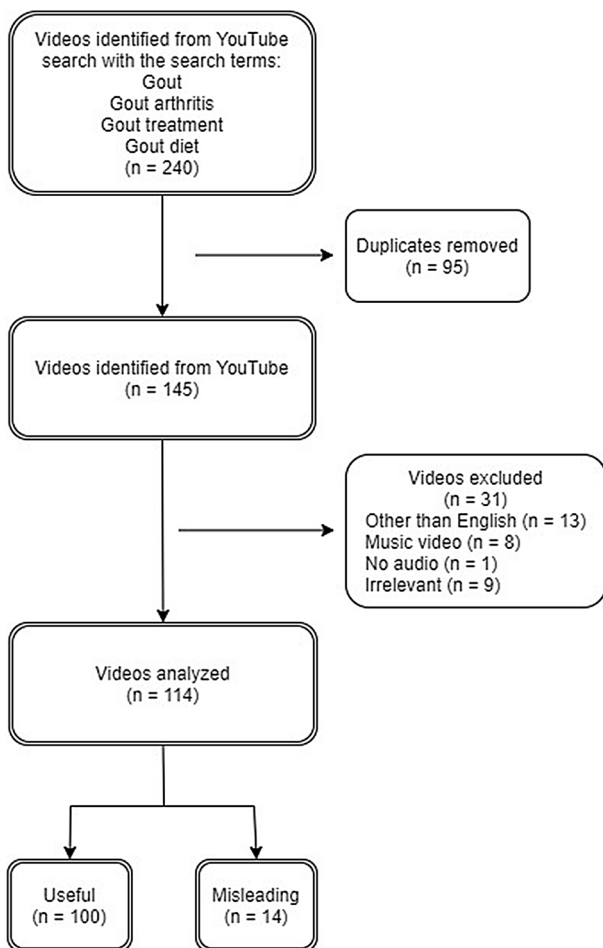 Videos identified from YouTube
search with the search terms:
Gout
Gout arthritis
Gout treatment
Gout diet
(n = 240)
Duplicates removed
(n = 95)
Videos identified from YouTube
(n = 145)
Videos excluded
(n = 31)
Other than English (n = 13)
Music video (n = 8)
No audio (n = 1)
Irrelevant (n = 9)
Videos analyzed
(n = 114)
Useful
(n = 100)
Misleading
(n = 14)